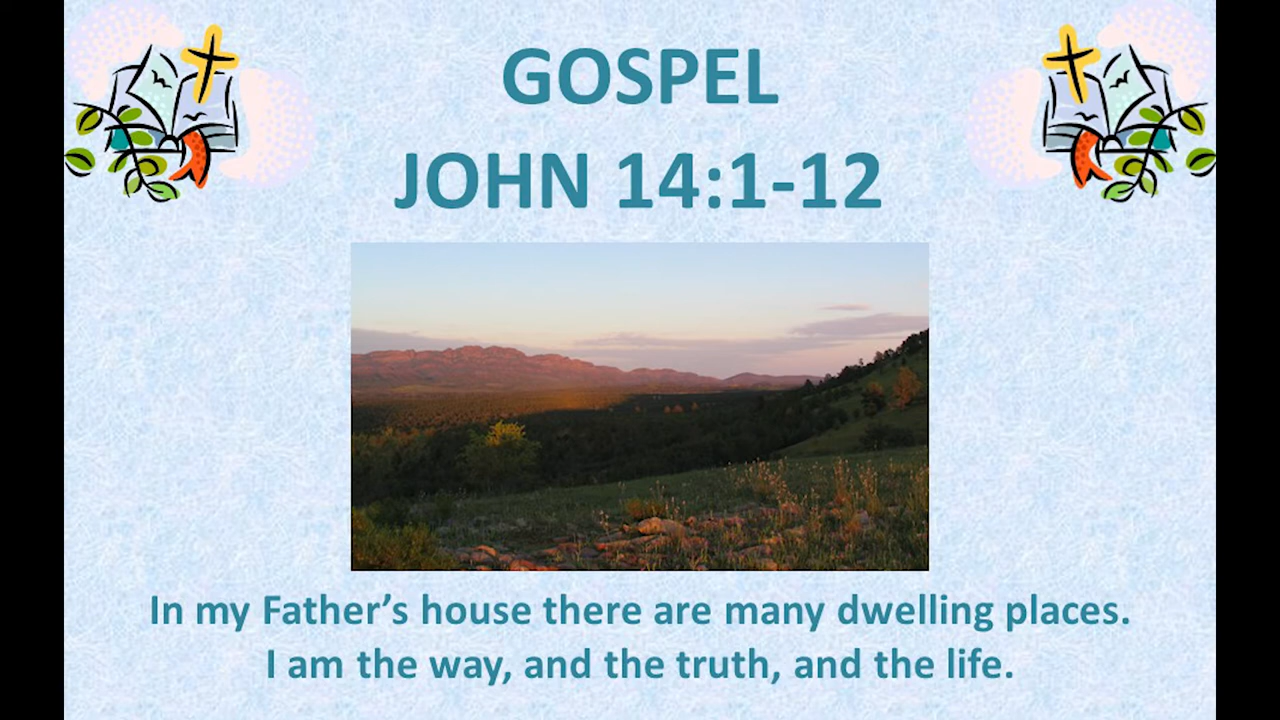 GOSPEL
JOHN 14:1-12
In my Father’s house there are many dwelling places.
I am the way, and the truth, and the life.